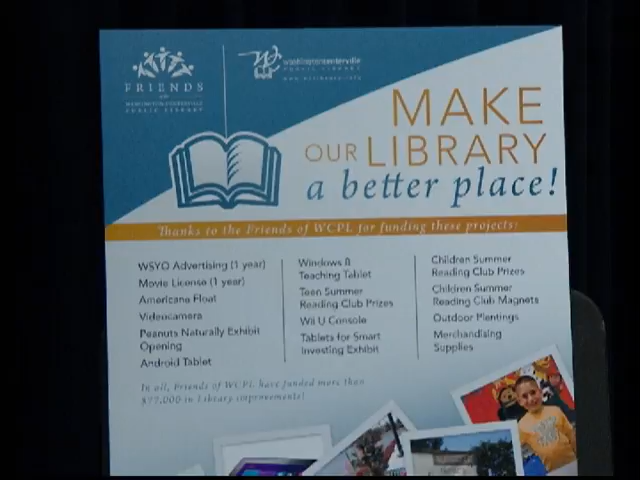 FRIENDS
OF THE
WASHINGTON-CENTERVILLE
PUBLIC LIBRARY
washingtoncenterville
PUBLIC LIBRARY
MAKE
OUR LIBRARY
a better place!
Thanks to the Friends of WCPL for funding these projects:
WSYO Advertising (1 year)
Movie License (1 year)
Americana Float
Videocamera
Peanuts Naturally Exhibit
Opening
Android Tablet
Windows 8
Teaching Tablet
Teen Summer
Reading Club Prizes
Wii U Console
Tablets for Smart
Investing Exhibit
Children Summer
Reading Club Prizes
Children Summer
Reading Club Magnets
Outdoor Plantings
Merchandising
Supplies
In all, Friends of WCPL have funded more than
$77,000 in Library improvements!